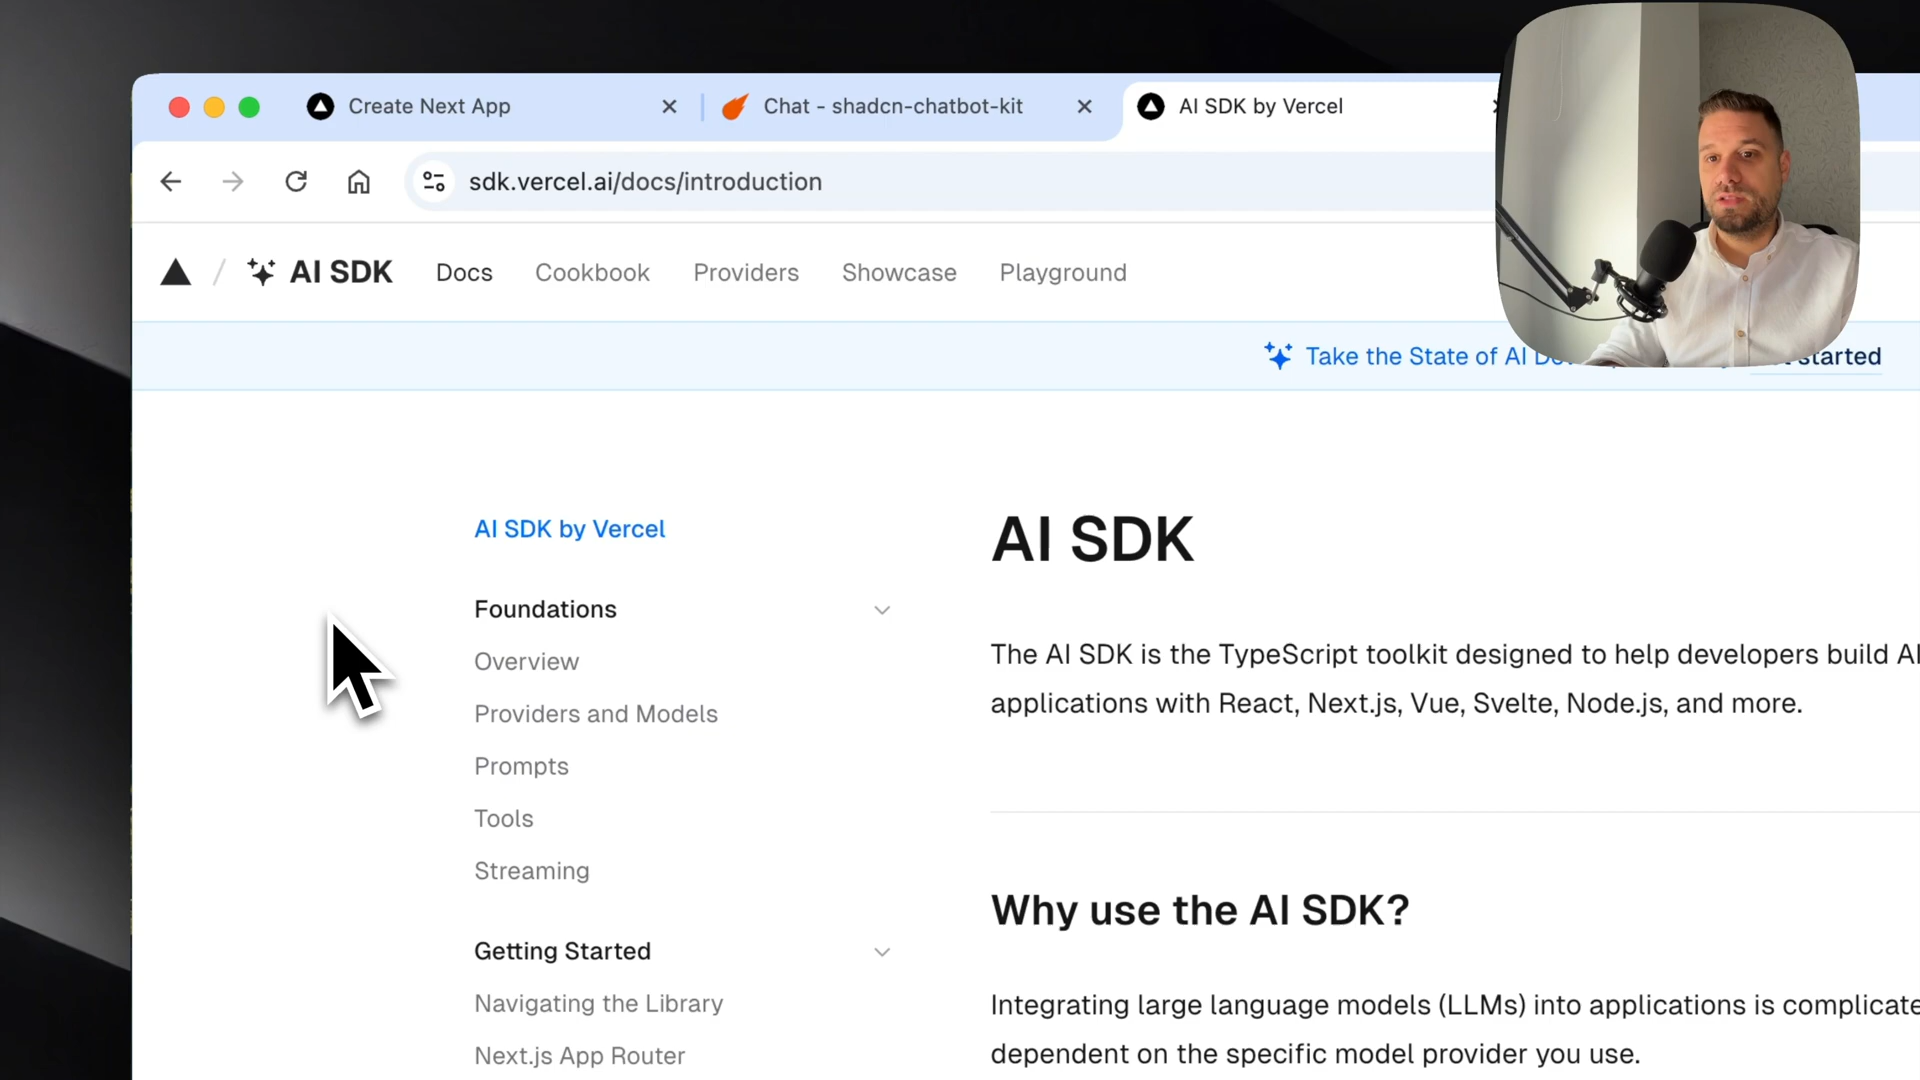 Create Next App
Chat - shadcn-chatbot-kit
AI SDK by Vercel
sdk.vercel.ai/docs/introduction
AI SDK
Docs
Cookbook
Providers
Showcase
Playground
Take the State of AI
started
AI SDK by Vercel
Foundations
Overview
Providers and Models
Prompts
Tools
Streaming
Getting Started
Navigating the Library
Next.js App Router
AI SDK
The AI SDK is the TypeScript toolkit designed to help developers build AI
applications with React, Next.js, Vue, Svelte, Node.js, and more.
Why use the AI SDK?
Integrating large language models (LLMs) into applications is
dependent on the specific model provider you use.